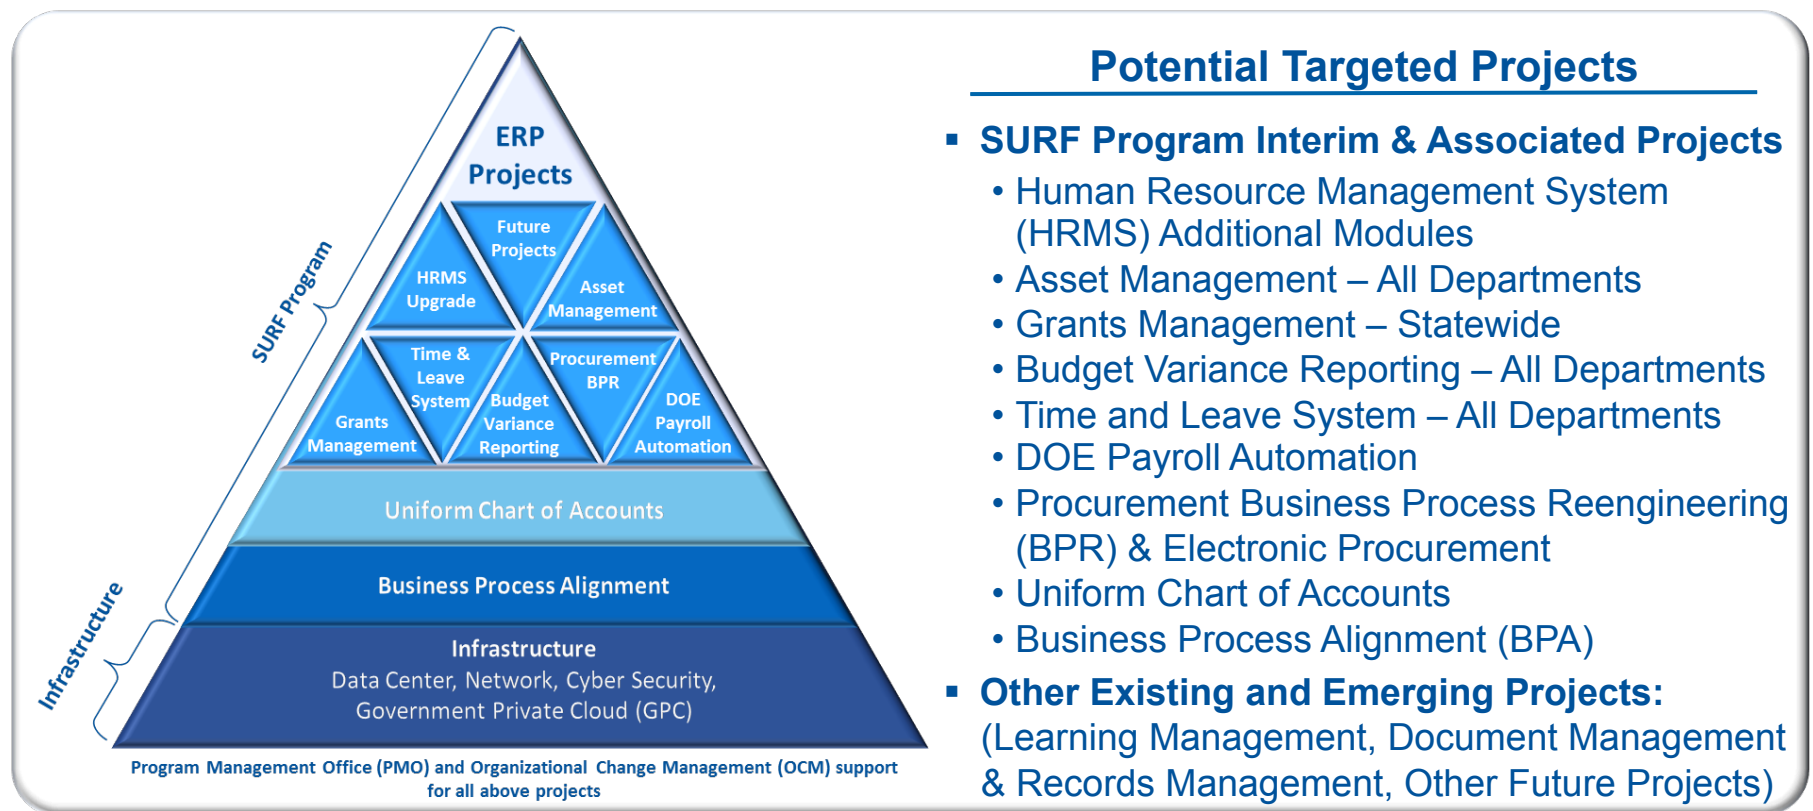 SURF Program
Infrastructure
ERP
Projects
Future
Projects
HRMS
Upgrade
Asset
Management
Time &
Leave
System
Procurement
BPR
Grants
Management
Budget
Variance
Reporting
DOE
Payroll
Automation
Uniform Chart of Accounts
Business Process Alignment
Infrastructure
Data Center, Network, Cyber Security,
Government Private Cloud (GPC)
Program Management Office (PMO) and Organizational Change Management (OCM) support
for all above projects
Potential Targeted Projects
▪ SURF Program Interim & Associated Projects
• Human Resource Management System
(HRMS) Additional Modules
• Asset Management – All Departments
• Grants Management – Statewide
• Budget Variance Reporting – All Departments
• Time and Leave System – All Departments
• DOE Payroll Automation
• Procurement Business Process Reengineering
(BPR) & Electronic Procurement
• Uniform Chart of Accounts
• Business Process Alignment (BPA)
▪ Other Existing and Emerging Projects:
(Learning Management, Document Management
& Records Management, Other Future Projects)